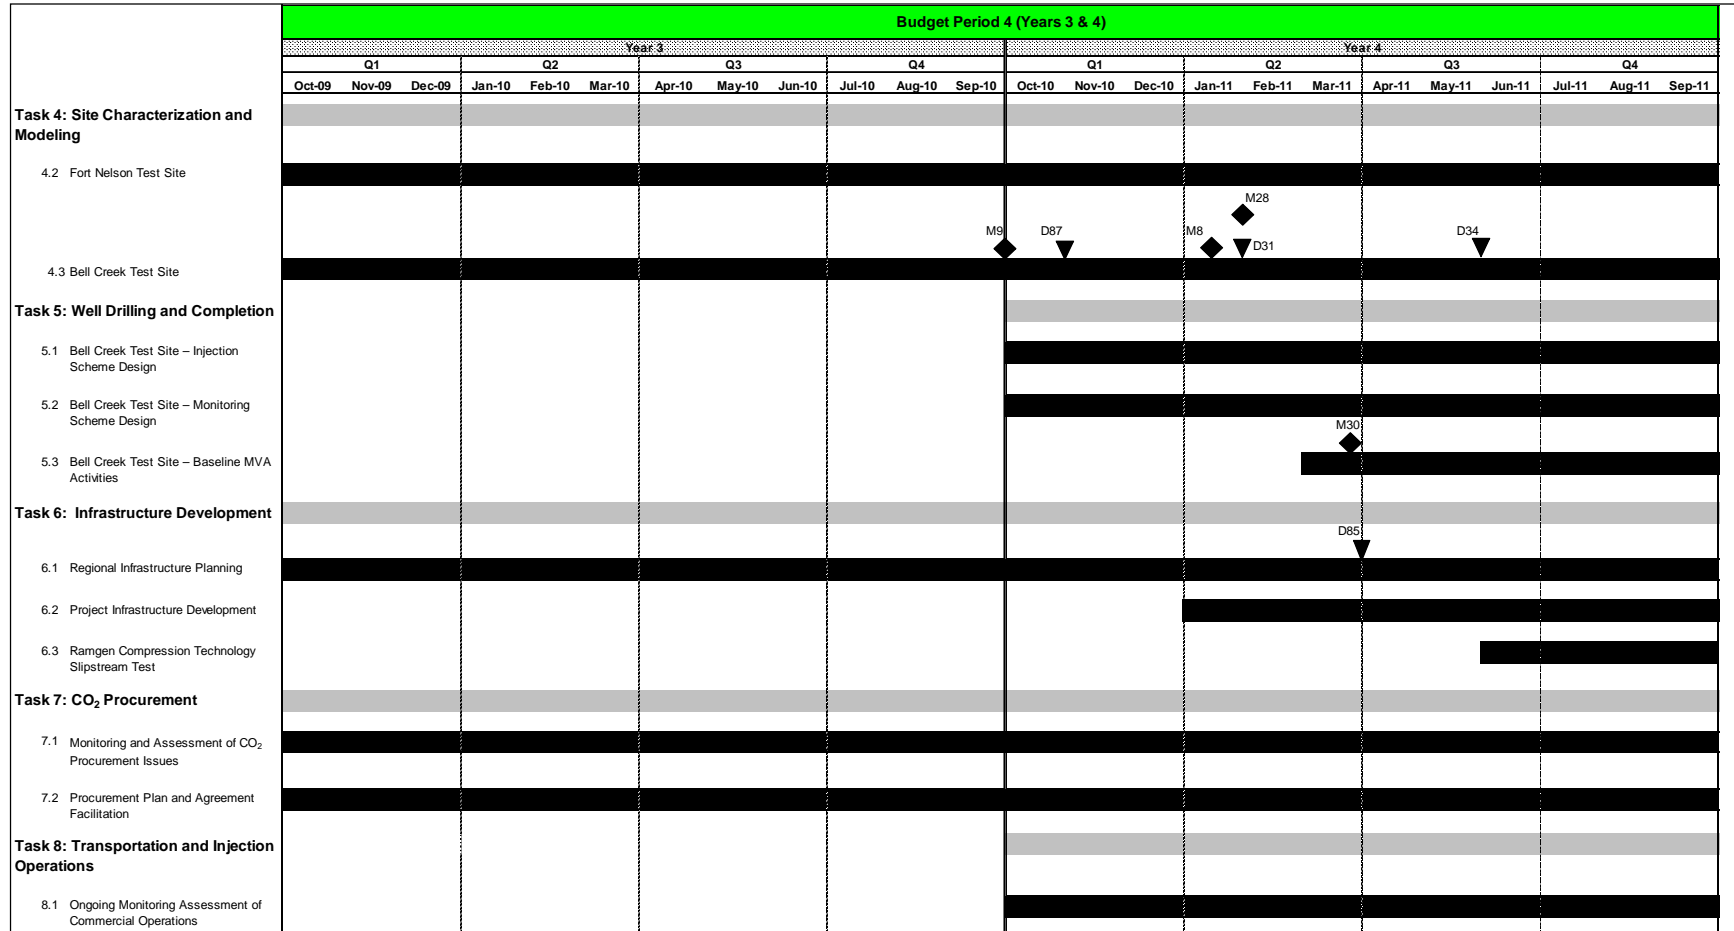 Budget Period 4 (Years 3 & 4)
Year 3 Year 4
Q1 Q2 Q3 Q4 Q1 Q2 Q3 Q4
Oct-09 Nov-09 Dec-09 Jan-10 Feb-10 Mar-10 Apr-10 May-10 Jun-10 Jul-10 Aug-10 Sep-10 Oct-10 Nov-10 Dec-10 Jan-11 Feb-11 Mar-11 Apr-11 May-11 Jun-11 Jul-11 Aug-11 Sep-11
Task 4: Site Characterization and
Modeling
4.2 Fort Nelson Test Site
M28
M9 D87 M8 D34
D31
4.3 Bell Creek Test Site
Task 5: Well Drilling and Completion
5.1 Bell Creek Test Site – Injection
Scheme Design
5.2 Bell Creek Test Site – Monitoring
Scheme Design
M30
5.3 Bell Creek Test Site – Baseline MVA
Activities
Task 6: Infrastructure Development
D85
6.1 Regional Infrastructure Planning
6.2 Project Infrastructure Development
6.3 Ramgen Compression Technology
Slipstream Test
Task 7: CO₂ Procurement
7.1 Monitoring and Assessment of CO₂
Procurement Issues
7.2 Procurement Plan and Agreement
Facilitation
Task 8: Transportation and Injection
Operations
8.1 Ongoing Monitoring Assessment of
Commercial Operations